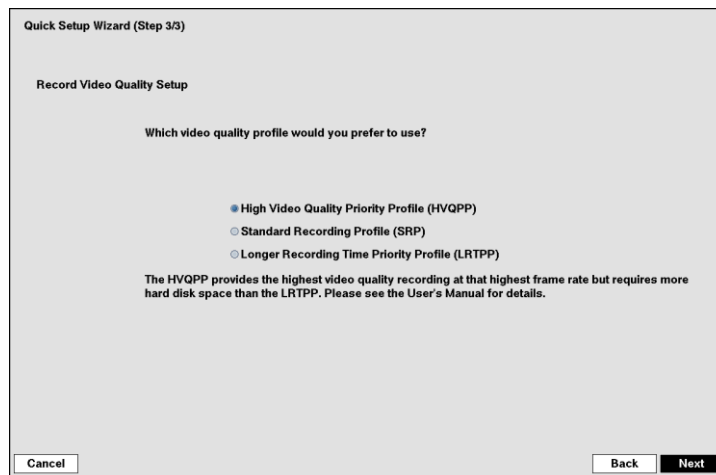 Quick Setup Wizard (Step 3/3)
Record Video Quality Setup
Which video quality profile would you prefer to use?
High Video Quality Priority Profile (HVQPP)
Standard Recording Profile (SRP)
Longer Recording Time Priority Profile (LRTPP)
The HVQPP provides the highest video quality recording at that highest frame rate but requires more
hard disk space than the LRTPP. Please see the User's Manual for details.
Cancel
Back
Next